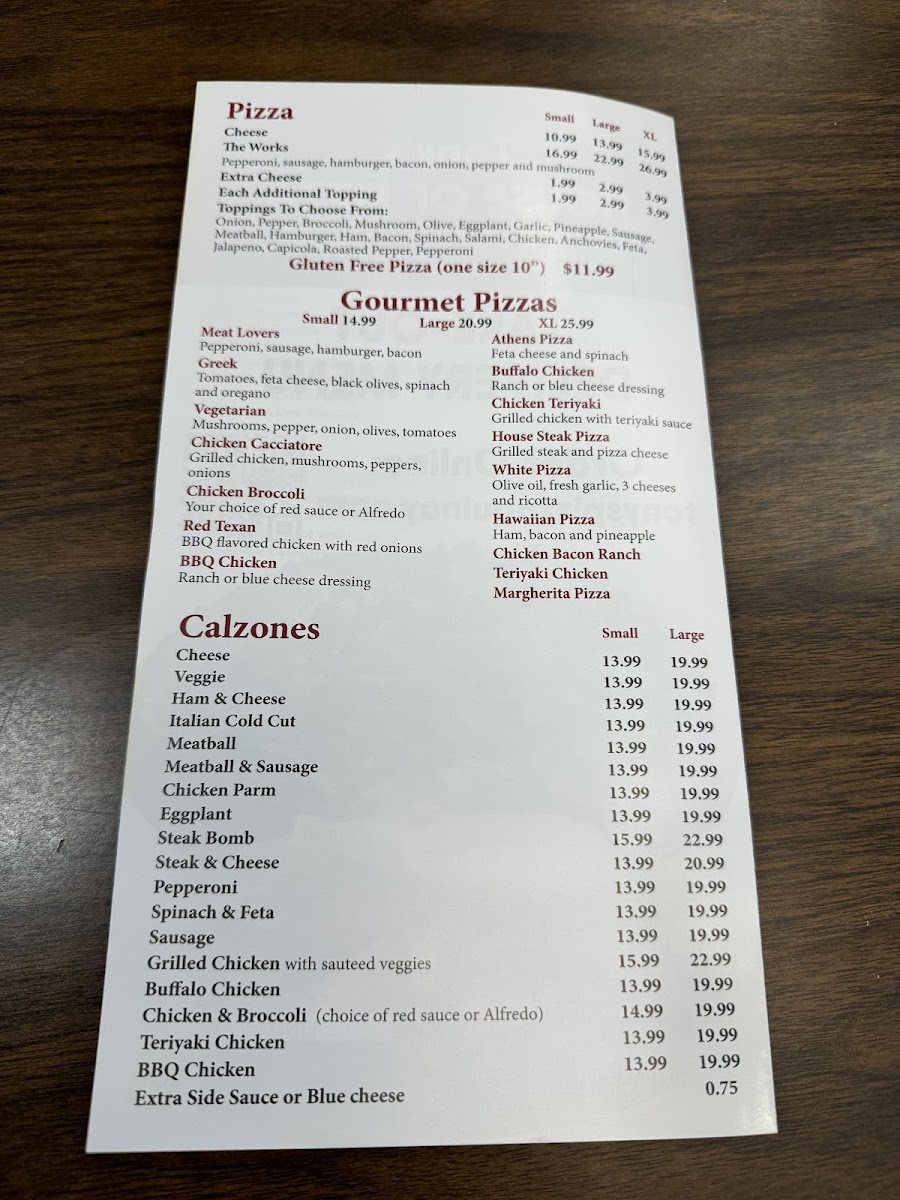 Pizza Small Large XL
Cheese 10.99 13.99 15.99
The Works 16.99 22.99 26.99
Pepperoni, sausage, hamburger, bacon, onion, pepper and mushroom
Extra Cheese 1.99 2.99 3.99
Each Additional Topping 1.99 2.99 3.99
Toppings To Choose From:
Onion, Pepper, Broccoli, Mushroom, Olive, Eggplant, Garlic, Pineapple, Sausage,
Meatball, Hamburger, Ham, Bacon, Spinach, Salami, Chicken, Anchovies, Feta,
Jalapeno, Capicola, Roasted Pepper, Pepperoni
Gluten Free Pizza (one size 10”) $11.99
Gourmet Pizzas
Small 14.99 Large 20.99 XL 25.99
Meat Lovers
Pepperoni, sausage, hamburger, bacon
Greek
Tomatoes, feta cheese, black olives, spinach
and oregano
Vegetarian
Mushrooms, pepper, onion, olives, tomatoes
Chicken Cacciatore
Grilled chicken, mushrooms, peppers,
onions
Chicken Broccoli
Your choice of red sauce or Alfredo
Red Texan
BBQ flavored chicken with red onions
BBQ Chicken
Ranch or blue cheese dressing
Athens Pizza
Feta cheese and spinach
Buffalo Chicken
Ranch or bleu cheese dressing
Chicken Teriyaki
Grilled chicken with teriyaki sauce
House Steak Pizza
Grilled steak and pizza cheese
White Pizza
Olive oil, fresh garlic, 3 cheeses
and ricotta
Hawaiian Pizza
Ham, bacon and pineapple
Chicken Bacon Ranch
Teriyaki Chicken
Margherita Pizza
Calzones Small Large
Cheese 13.99 19.99
Veggie 13.99 19.99
Ham & Cheese 13.99 19.99
Italian Cold Cut 13.99 19.99
Meatball 13.99 19.99
Meatball & Sausage 13.99 19.99
Chicken Parm 13.99 19.99
Eggplant 13.99 19.99
Steak Bomb 15.99 22.99
Steak & Cheese 13.99 20.99
Pepperoni 13.99 19.99
Spinach & Feta 13.99 19.99
Sausage 13.99 19.99
Grilled Chicken with sauteed veggies 15.99 22.99
Buffalo Chicken 13.99 19.99
Chicken & Broccoli (choice of red sauce or Alfredo) 14.99 19.99
Teriyaki Chicken 13.99 19.99
BBQ Chicken 13.99 19.99
Extra Side Sauce or Blue cheese 0.75